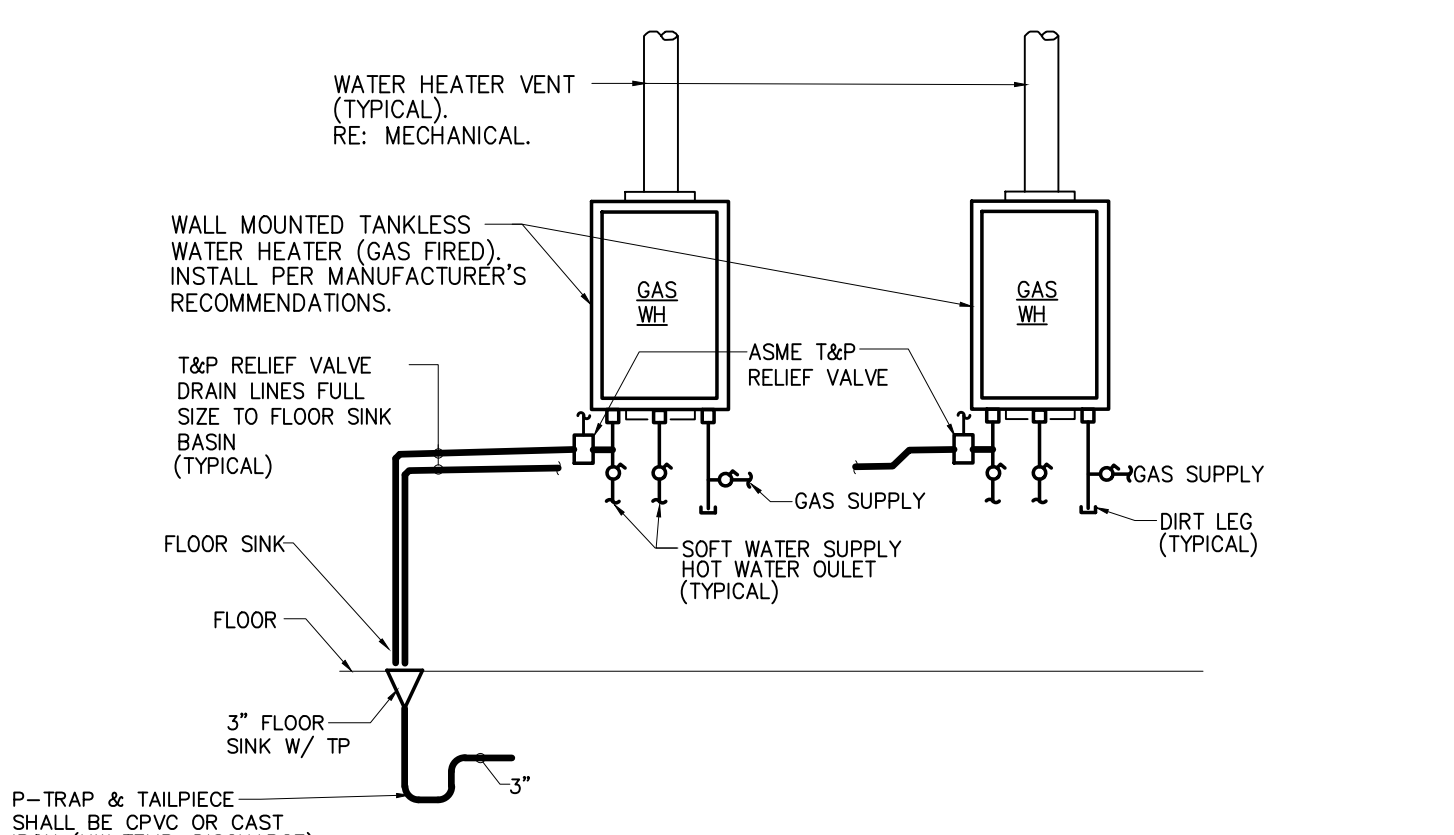 WATER HEATER VENT
(TYPICAL).
RE: MECHANICAL.
WALL MOUNTED TANKLESS
WATER HEATER (GAS FIRED).
INSTALL PER MANUFACTURER'S
RECOMMENDATIONS.
GAS
WH
GAS
WH
T&P RELIEF VALVE
DRAIN LINES FULL
SIZE TO FLOOR SINK
BASIN
(TYPICAL)
ASME T&P
RELIEF VALVE
GAS SUPPLY
GAS SUPPLY
DIRT LEG
(TYPICAL)
SOFT WATER SUPPLY
HOT WATER OULET
(TYPICAL)
FLOOR SINK
FLOOR
3" FLOOR
SINK W/ TP
3"
P-TRAP & TAILPIECE
SHALL BE CPVC OR CAST